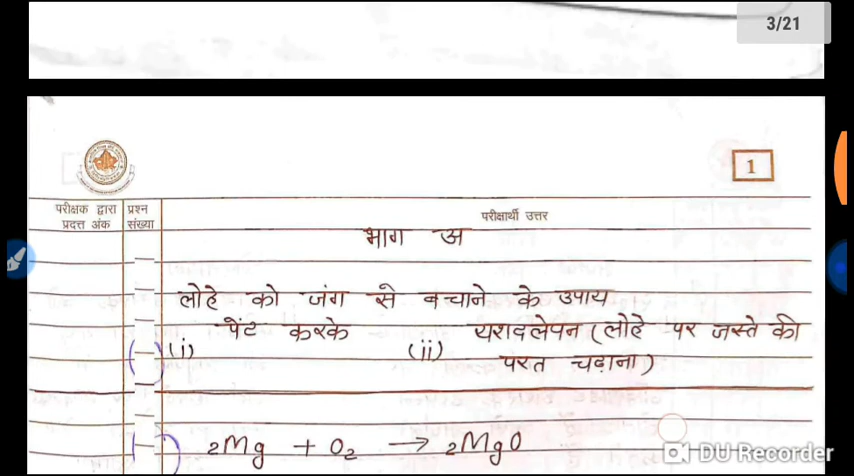 3/21
1
परीक्षक द्वारा प्रदत्त अंक
प्रश्न संख्या
परीक्षार्थी उत्तर
भाग अ
लोहे को जंग से बचाने के उपाय
(i) पेंट करके (ii) यशदलेपन (लोहे पर जस्ते की
परत चढ़ाना)
2Mg + O₂ → 2MgO
DU Recorder